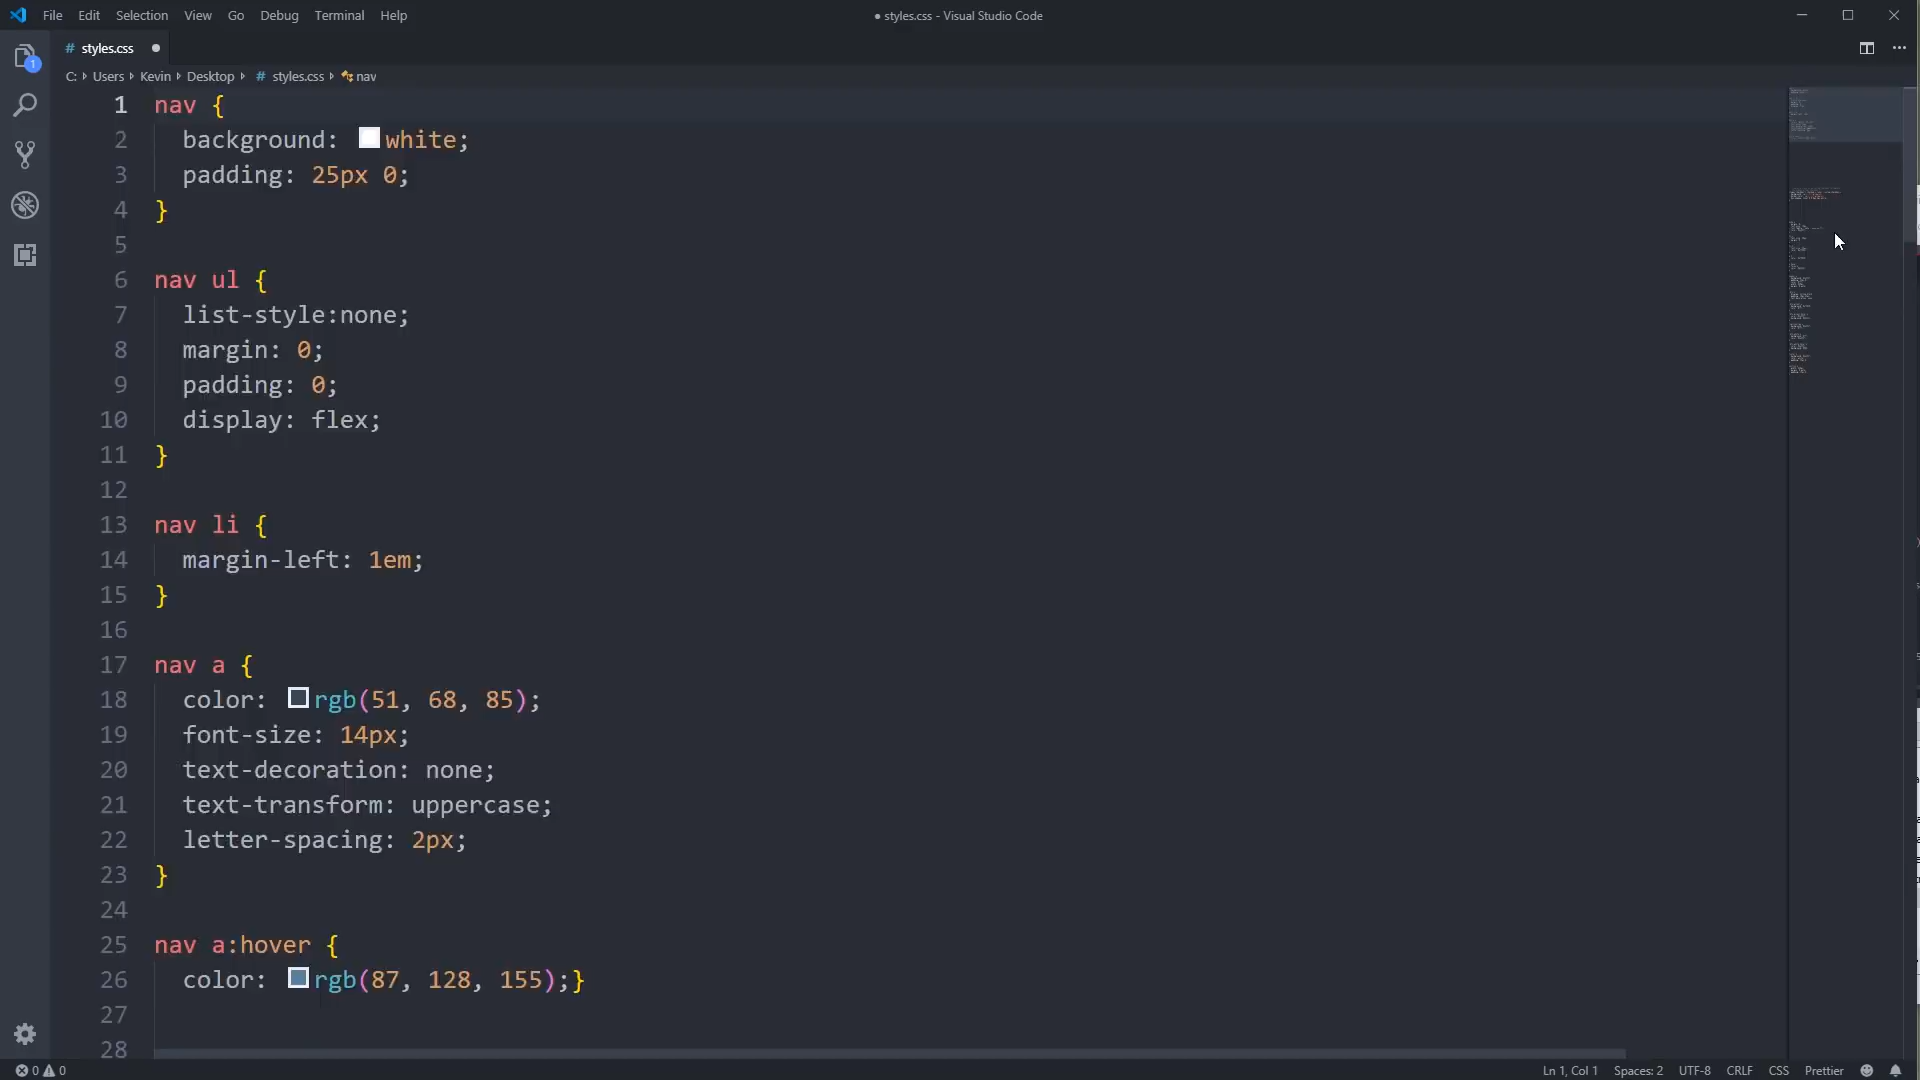 File Edit Selection View Go Debug Terminal Help
● styles.css - Visual Studio Code
# styles.css ●
C: Users Kevin Desktop # styles.css nav
1
1 nav {
2 background: white;
3 padding: 25px 0;
4 }
5
6 nav ul {
7 list-style:none;
8 margin: 0;
9 padding: 0;
10 display: flex;
11 }
12
13 nav li {
14 margin-left: 1em;
15 }
16
17 nav a {
18 color: rgb(51, 68, 85);
19 font-size: 14px;
20 text-decoration: none;
21 text-transform: uppercase;
22 letter-spacing: 2px;
23 }
24
25 nav a:hover {
26 color: rgb(87, 128, 155);}
27
28
0 0 Ln 1, Col 1 Spaces: 2 UTF-8 CRLF CSS Prettier